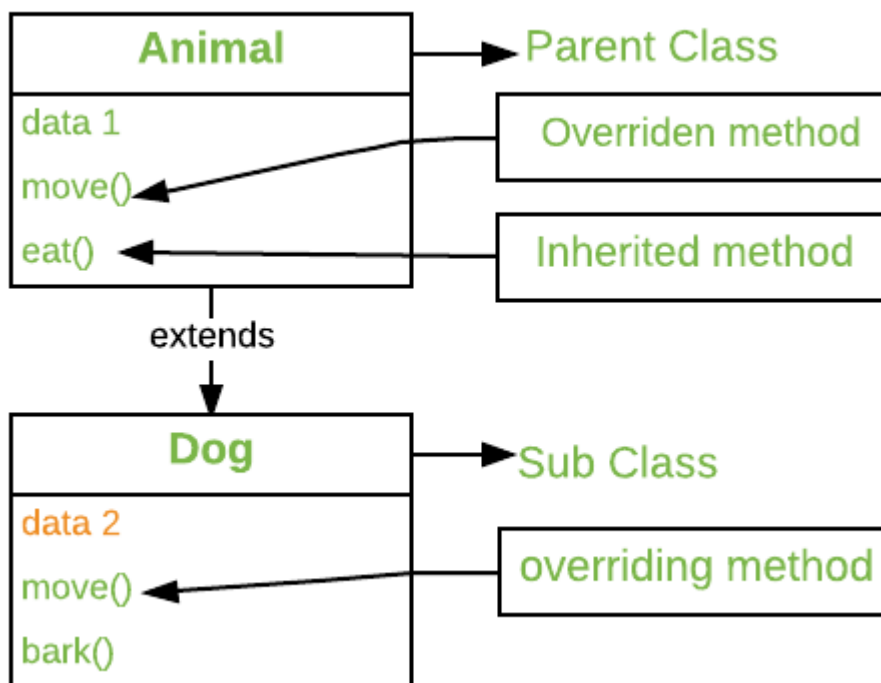 Animal
Parent Class
data 1
Overriden method
move()
eat()
Inherited method
extends
Dog
Sub Class
data 2
move()
overriding method
bark()